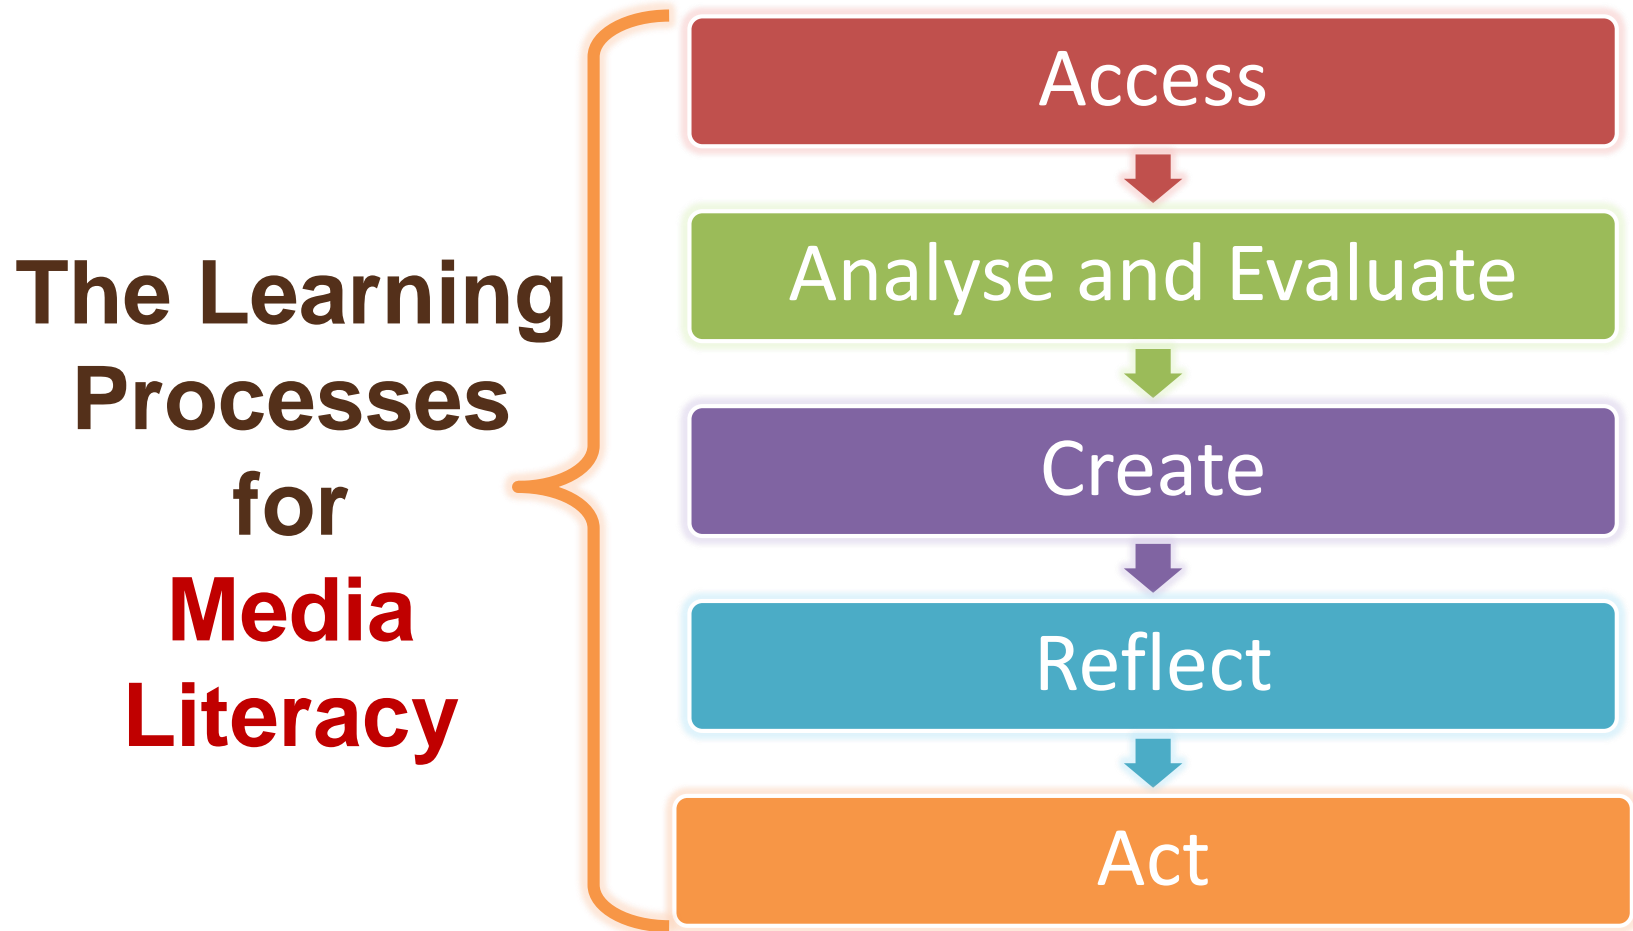 The Learning
Processes
for
Media
Literacy
Access
Analyse and Evaluate
Create
Reflect
Act